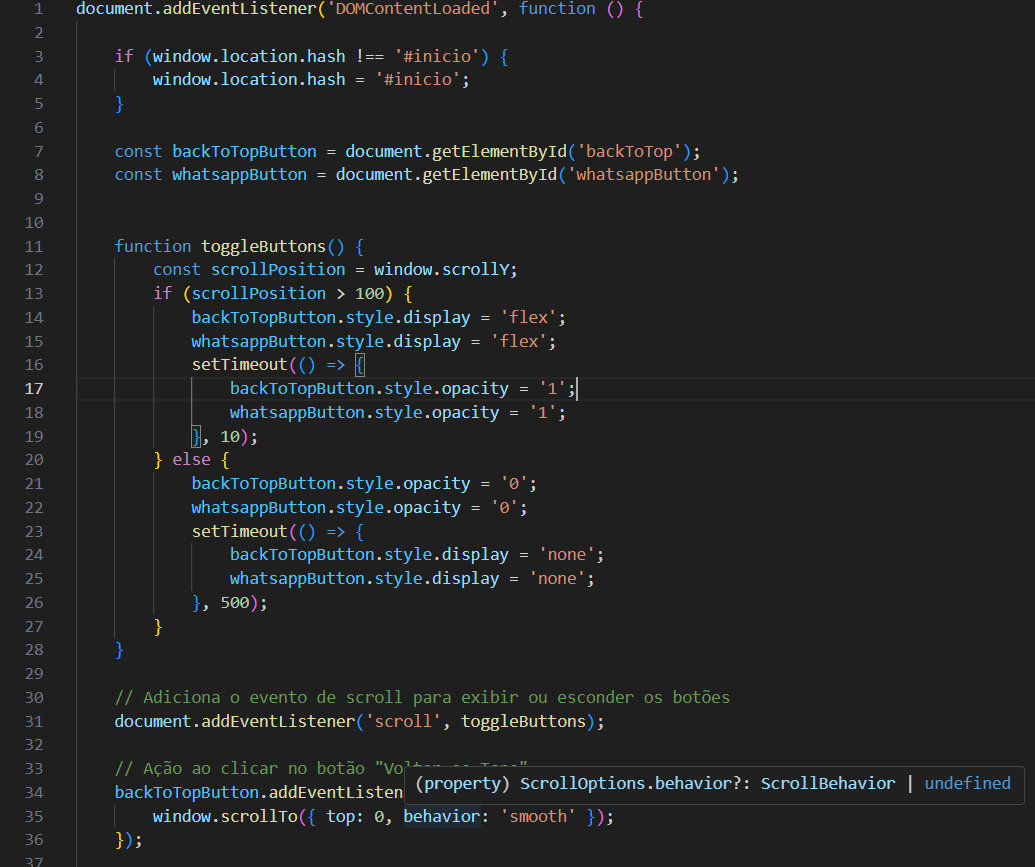 1 document.addEventListener('DOMContentLoaded', function () {
2
3 if (window.location.hash !== '#inicio') {
4 window.location.hash = '#inicio';
5 }
6
7 const backToTopButton = document.getElementById('backToTop');
8 const whatsappButton = document.getElementById('whatsappButton');
9
10
11 function toggleButtons() {
12 const scrollPosition = window.scrollY;
13 if (scrollPosition > 100) {
14 backToTopButton.style.display = 'flex';
15 whatsappButton.style.display = 'flex';
16 setTimeout(() => {
17 backToTopButton.style.opacity = '1';
18 whatsappButton.style.opacity = '1';
19 }, 10);
20 } else {
21 backToTopButton.style.opacity = '0';
22 whatsappButton.style.opacity = '0';
23 setTimeout(() => {
24 backToTopButton.style.display = 'none';
25 whatsappButton.style.display = 'none';
26 }, 500);
27 }
28 }
29
30 // Adiciona o evento de scroll para exibir ou esconder os botões
31 document.addEventListener('scroll', toggleButtons);
32
33 // Ação ao clicar no botão "Vo
34 backToTopButton.addEventListen
(property) ScrollOptions.behavior?: ScrollBehavior | undefined
35 window.scrollTo({ top: 0, behavior: 'smooth' });
36 });
37